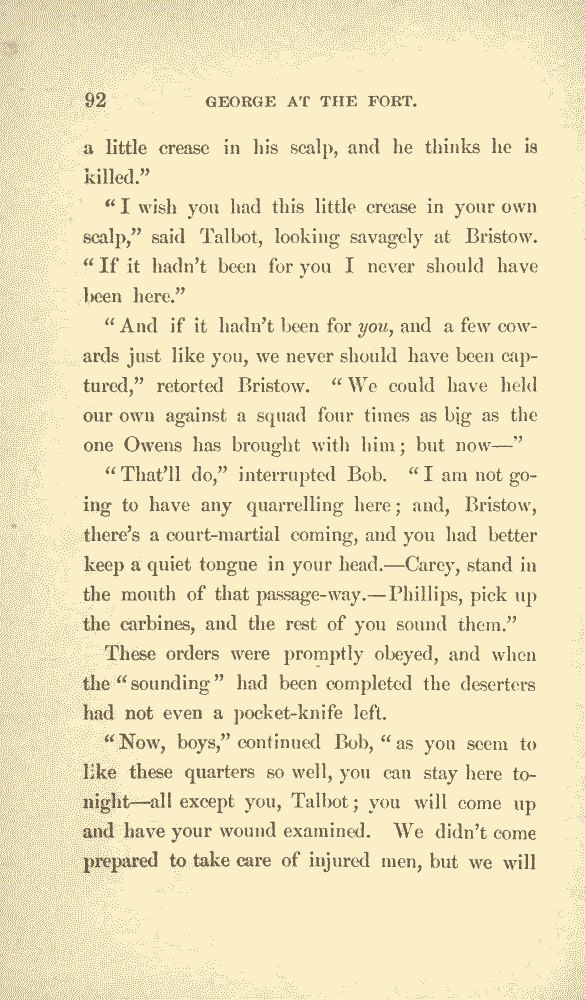 92 GEORGE AT THE FORT.
a little crease in his scalp, and he thinks he is
killed.”
“I wish you had this little crease in your own
scalp,” said Talbot, looking savagely at Bristow.
“If it hadn’t been for you I never should have
been here.”
“And if it hadn’t been for you, and a few cow-
ards just like you, we never should have been cap-
tured,” retorted Bristow. “We could have held
our own against a squad four times as big as the
one Owens has brought with him; but now—”
“That’ll do,” interrupted Bob. “I am not go-
ing to have any quarrelling here; and, Bristow,
there’s a court-martial coming, and you had better
keep a quiet tongue in your head.—Carey, stand in
the mouth of that passage-way.—Phillips, pick up
the carbines, and the rest of you sound them.”
These orders were promptly obeyed, and when
the “sounding” had been completed the deserters
had not even a pocket-knife left.
“Now, boys,” continued Bob, “as you seem to
like these quarters so well, you can stay here to-
night—all except you, Talbot; you will come up
and have your wound examined. We didn’t come
prepared to take care of injured men, but we will